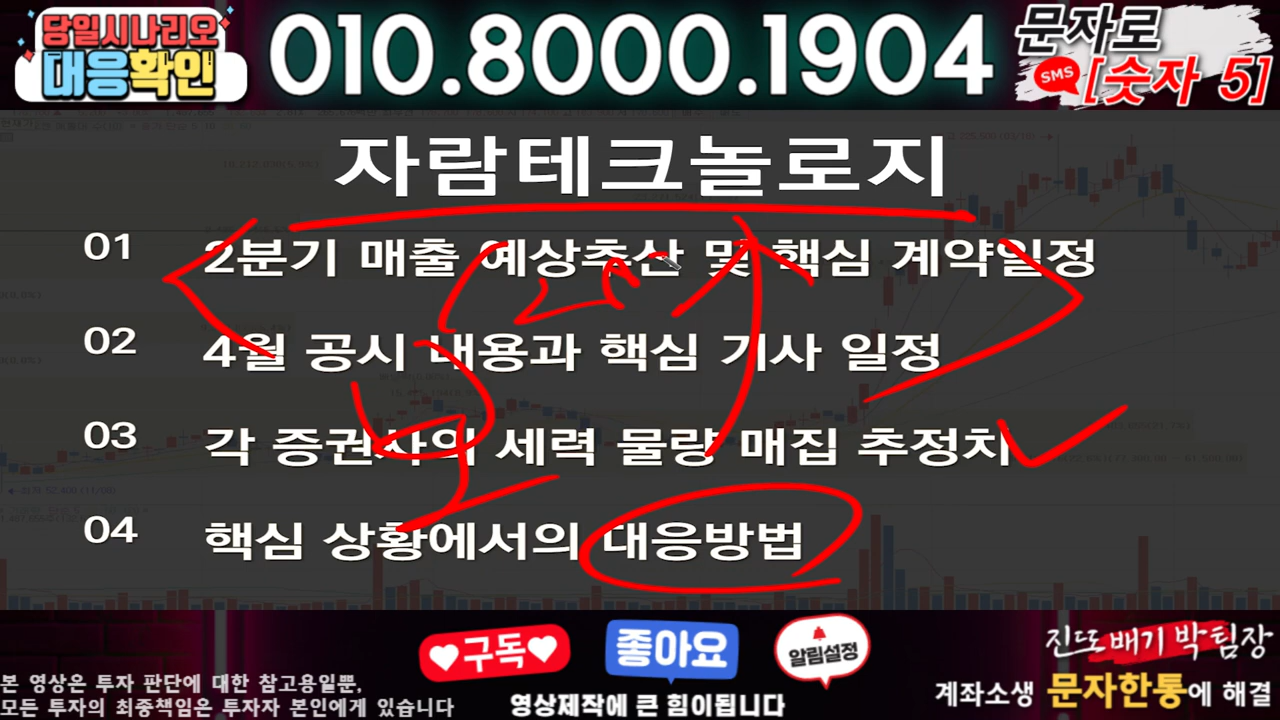 당일시나리오
대응확인
010.8000.1904
문자로
SMS
[숫자 5]
자람테크놀로지
01 2분기 매출 예상추산 및 핵심 계약일정
02 4월 공시 내용과 핵심 기사 일정
03 각 증권사의 세력 물량 매집 추정치
04 핵심 상황에서의 대응방법
구독
좋아요
알림설정
영상제작에 큰 힘이됩니다
본 영상은 투자 판단에 대한 참고용일뿐,
모든 투자의 최종책임은 투자자 본인에게 있습니다
진또배기 박팀장
계좌소생 문자한통에 해결